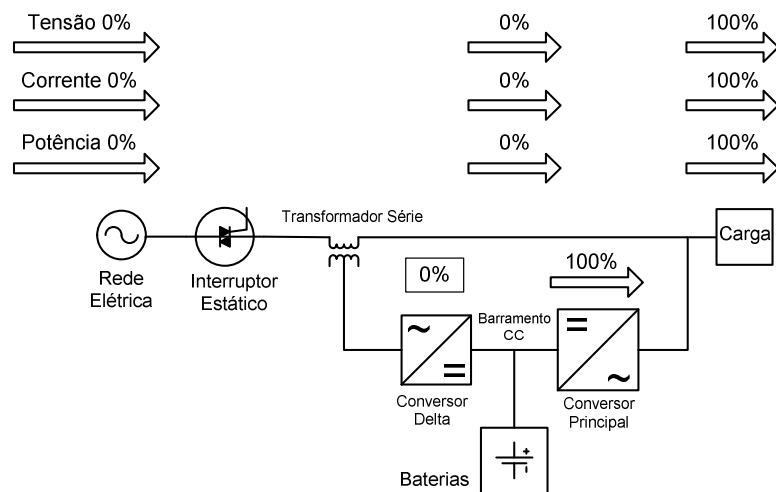 Tensão 0%
0%
100%
Corrente 0%
0%
100%
Potência 0%
0%
100%
Transformador Série
Carga
Rede
Elétrica
Interruptor
Estático
0%
100%
Barramento
CC
Conversor
Delta
Conversor
Principal
Baterias